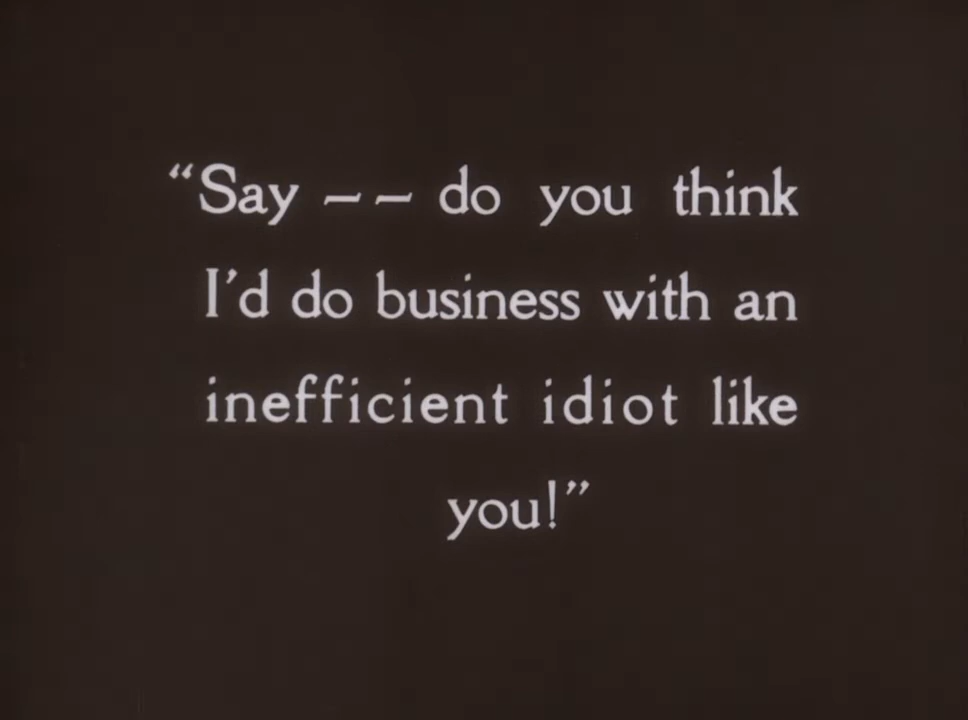 “Say –– do you think
I’d do business with an
inefficient idiot like
you!”